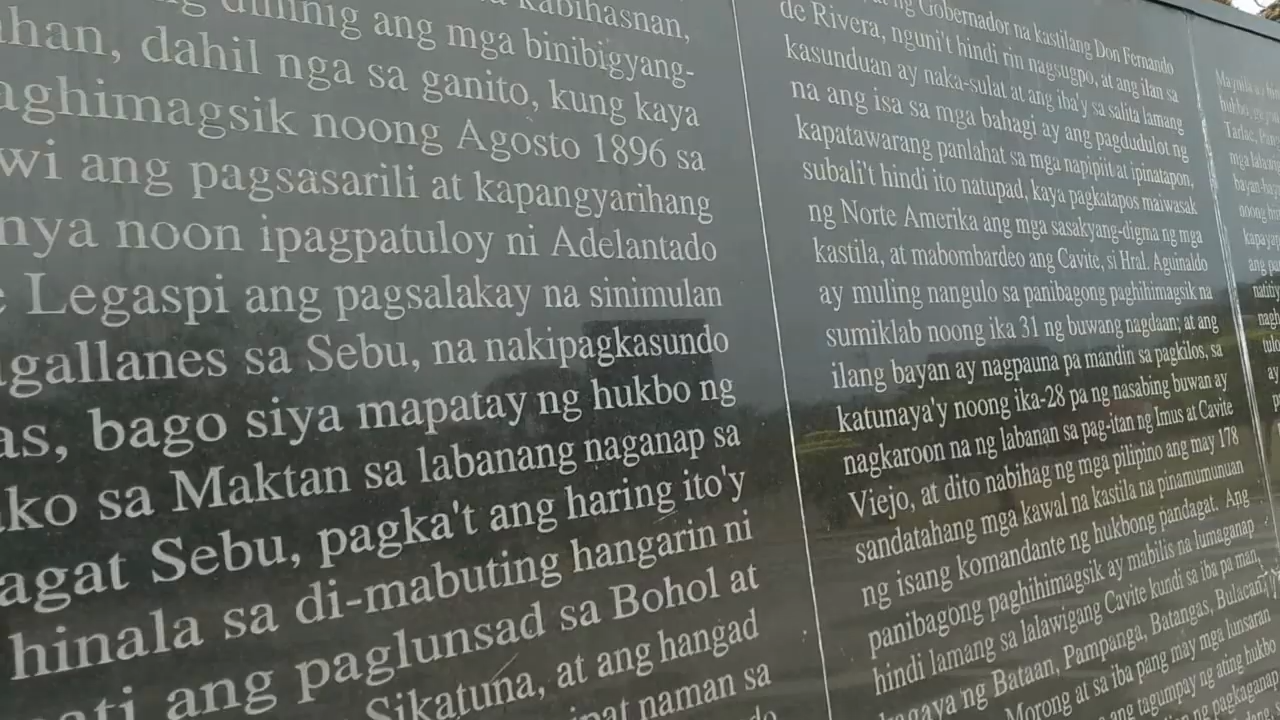 kabihasnan,
ang mga binibigyang-
dahil nga sa ganito, kung kaya
noong Agosto 1896 sa
ang pagsasarili at kapangyarihang
noon ipagpatuloy ni Adelantado
Legaspi ang pagsalakay na sinimulan
sa Sebu, na nakipagkasundo
bago siya mapatay ng hukbo ng
sa Maktan sa labanang naganap sa
Sebu, pagka't ang haring ito'y
hinala sa di-mabuting hangarin ni
ang paglunsad sa Bohol at
Sikatuna, at ang hangad
naman sa
ng Gobernador na kastilang Don Fernando
de Rivera, nguni't hindi rin nagsugpo, at ang ilan sa
kasunduan ay naka-sulat at ang iba'y sa salita lamang
na ang isa sa mga bahagi ay ang pagdudulot ng
kapatawarang panlahat sa mga napipiit at ipinatapon,
subali't hindi ito natupad, kaya pagkatapos maiwasak
ng Norte Amerika ang mga sasakyang-digma ng mga
kastila, at mabombardeo ang Cavite, si Hral. Aguinaldo
ay muling nangulo sa panibagong paghihimagsik na
sumiklab noong ika 31 ng buwang nagdaan; at ang
ilang bayan ay nagpauna pa mandin sa pagkilos, sa
katunaya'y noong ika-28 pa ng nasabing buwan ay
nagkaroon na ng labanan sa pag-itan ng Imus at Cavite
Viejo, at dito nabihag ng mga pilipino ang may 178
sandatahang mga kawal na kastila na pinamumunuan
ng isang komandante ng hukbong pandagat. Ang
panibagong paghihimagsik ay mabilis na lumaganap
hindi lamang sa lalawigang Cavite kundi sa iba pa man,
ng Bataan, Pampanga, Batangas, Bulacan,
Morong at sa iba pang may mga lunsaran
ang tagumpay ng ating hukbo
Tarlac,